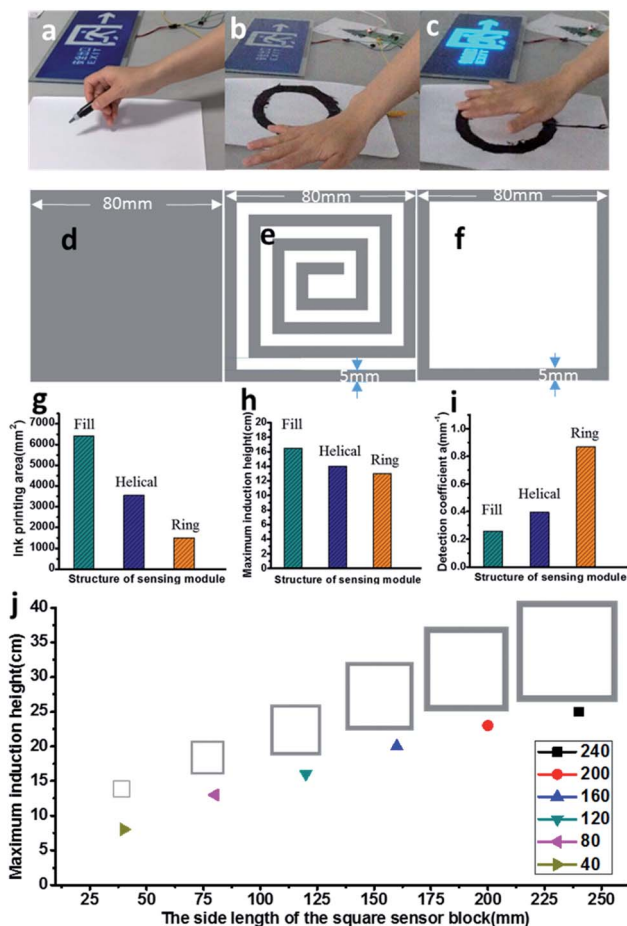 a
b
c
EXIT
80mm
80mm
80mm
d
e
f
5mm
5mm
g
Ink printing area(mm²)
7000
6000
5000
4000
3000
2000
1000
0
Fill
Helical
Ring
Structure of sensing module
h
Maximum induction height(cm)
20
18
16
14
12
10
8
6
4
2
0
Fill
Helical
Ring
Structure of sensing module
i
Detection coefficient a(mm⁻¹)
1.0
0.8
0.6
0.4
0.2
0.0
Fill
Helical
Ring
Structure of sensing module
j
Maximum induction height(cm)
40
35
30
25
20
15
10
5
0
240
200
160
120
80
40
25 50 75 100 125 150 175 200 225 250
The side length of the square sensor block(mm)